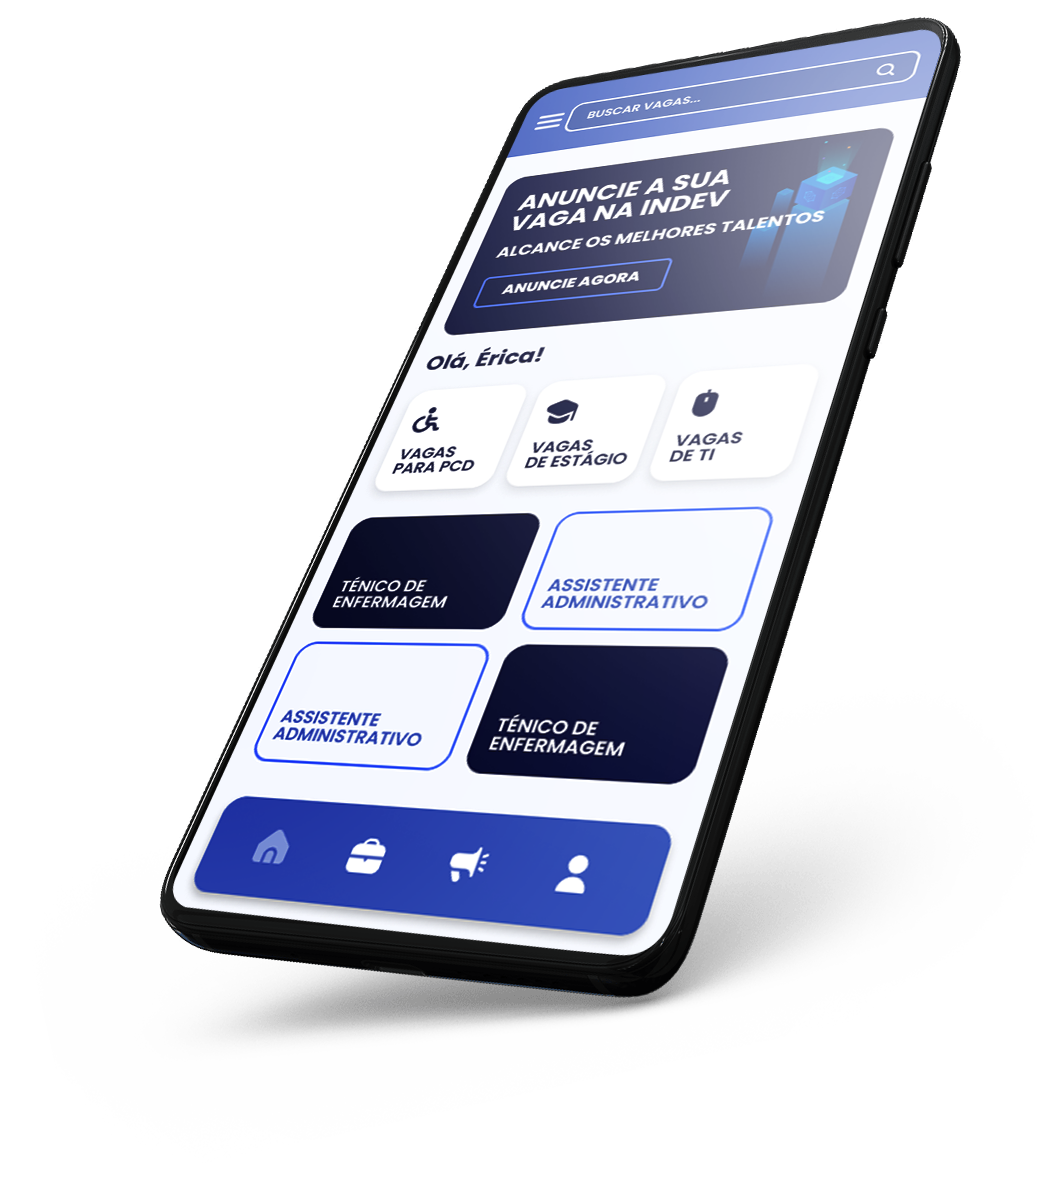 BUSCAR VAGAS...
ANUNCIE A SUA
VAGA NA INDEV
ALCANCE OS MELHORES TALENTOS
ANUNCIE AGORA
Olá, Érica!
VAGAS
PARA PCD
VAGAS
DE ESTÁGIO
VAGAS
DE TI
TÉNICO DE
ENFERMAGEM
ASSISTENTE
ADMINISTRATIVO
ASSISTENTE
ADMINISTRATIVO
TÉNICO DE
ENFERMAGEM